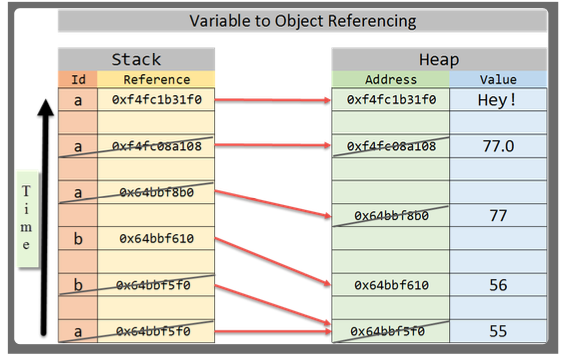 Variable to Object Referencing
Stack Heap
Id Reference Address Value
a 0xf4fc1b31f0 0xf4fc1b31f0 Hey!
a 0xf4fc08a108 0xf4fc08a108 77.0
a 0x64bbf8b0
0x64bbf8b0 77
b 0x64bbf610
0x64bbf610 56
b 0x64bbf5f0
a 0x64bbf5f0 0x64bbf5f0 55
Time